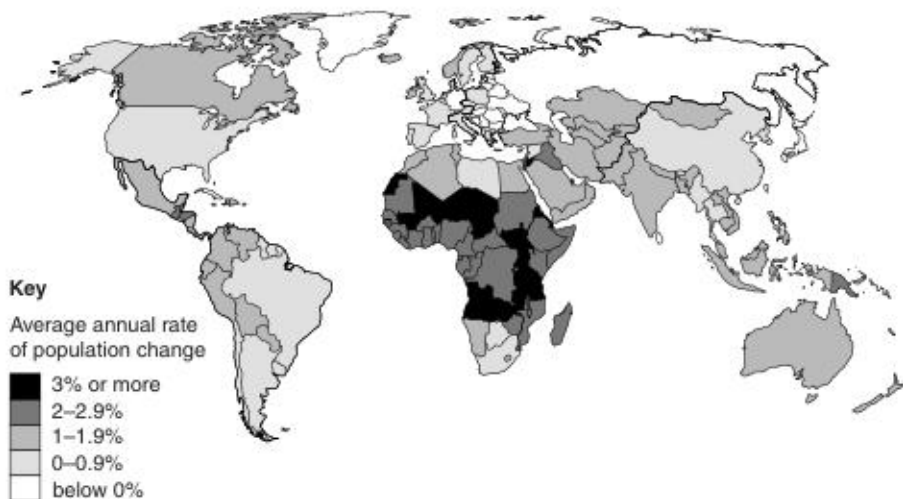 Key
Average annual rate
of population change
3% or more
2–2.9%
1–1.9%
0–0.9%
below 0%